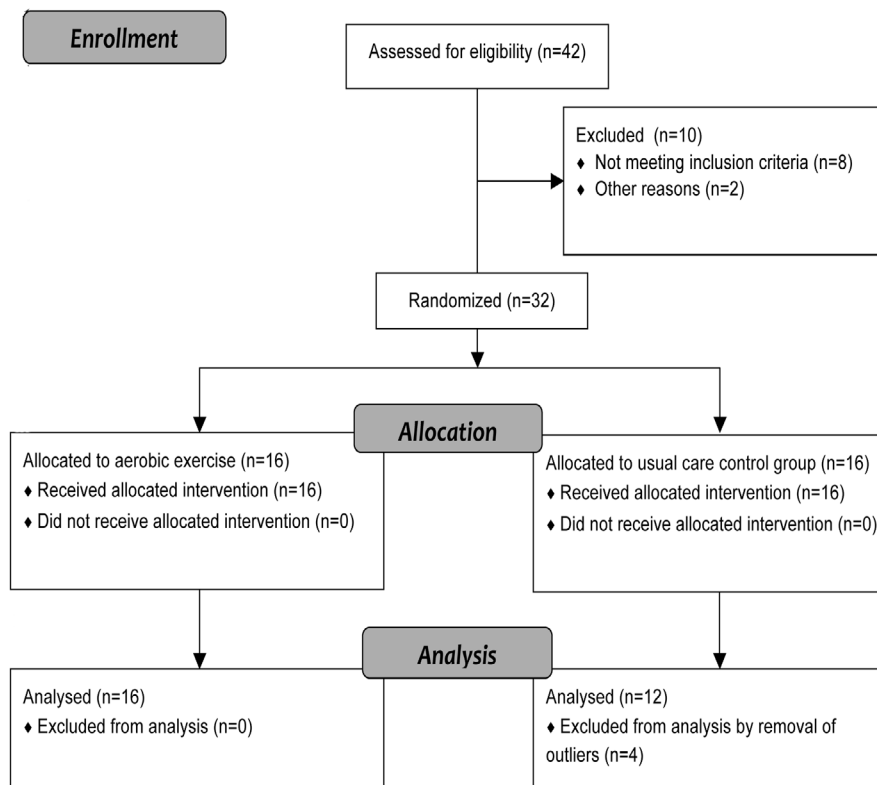 Enrollment
Assessed for eligibility (n=42)
Excluded (n=10)
♦ Not meeting inclusion criteria (n=8)
♦ Other reasons (n=2)
Randomized (n=32)
Allocation
Allocated to aerobic exercise (n=16)
♦ Received allocated intervention (n=16)
♦ Did not receive allocated intervention (n=0)
Allocated to usual care control group (n=16)
♦ Received allocated intervention (n=16)
♦ Did not receive allocated intervention (n=0)
Analysis
Analysed (n=16)
♦ Excluded from analysis (n=0)
Analysed (n=12)
♦ Excluded from analysis by removal of
outliers (n=4)